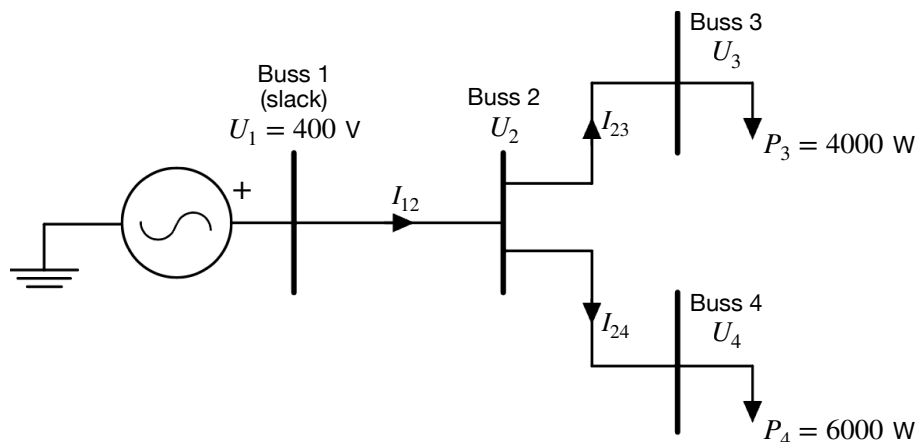 Buss 1
(slack)
U₁ = 400 V
+
I₁₂
Buss 2
U₂
I₂₃
I₂₄
Buss 3
U₃
P₃ = 4000 W
Buss 4
U₄
P₄ = 6000 W